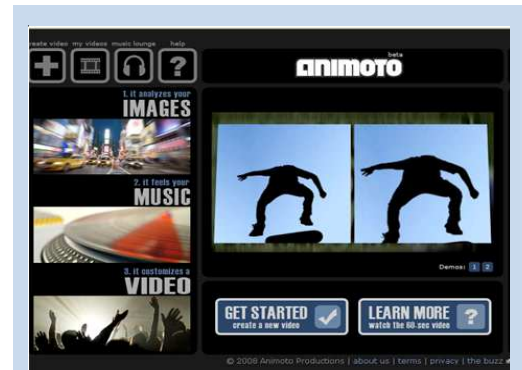 create video my videos music lounge help
beta
animoto
1. it analyzes your
IMAGES
2. it feels your
MUSIC
3. it customizes a
VIDEO
Demos: 1 2
GET STARTED
create a new video
LEARN MORE
watch the 60-sec video
© 2008 Animoto Productions | about us | terms | privacy | the buzz